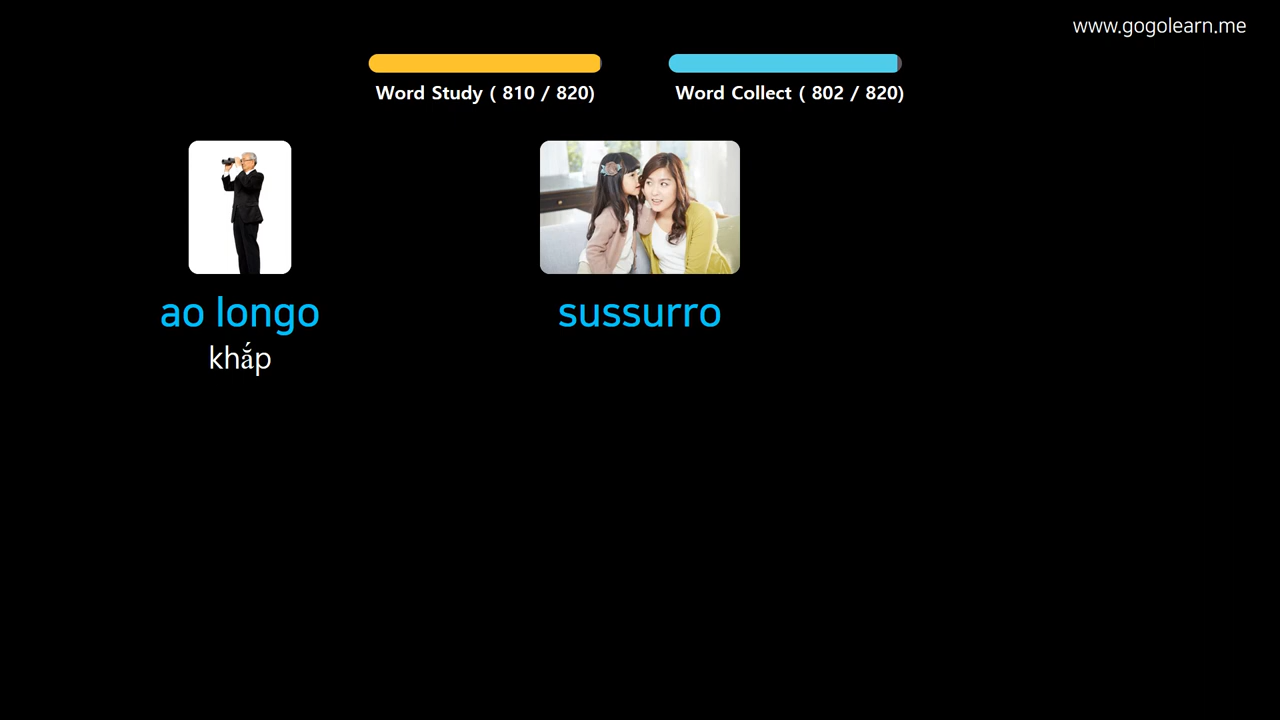 www.gogolearn.me
Word Study ( 810 / 820)
Word Collect ( 802 / 820)
ao longo
sussurro
khắp